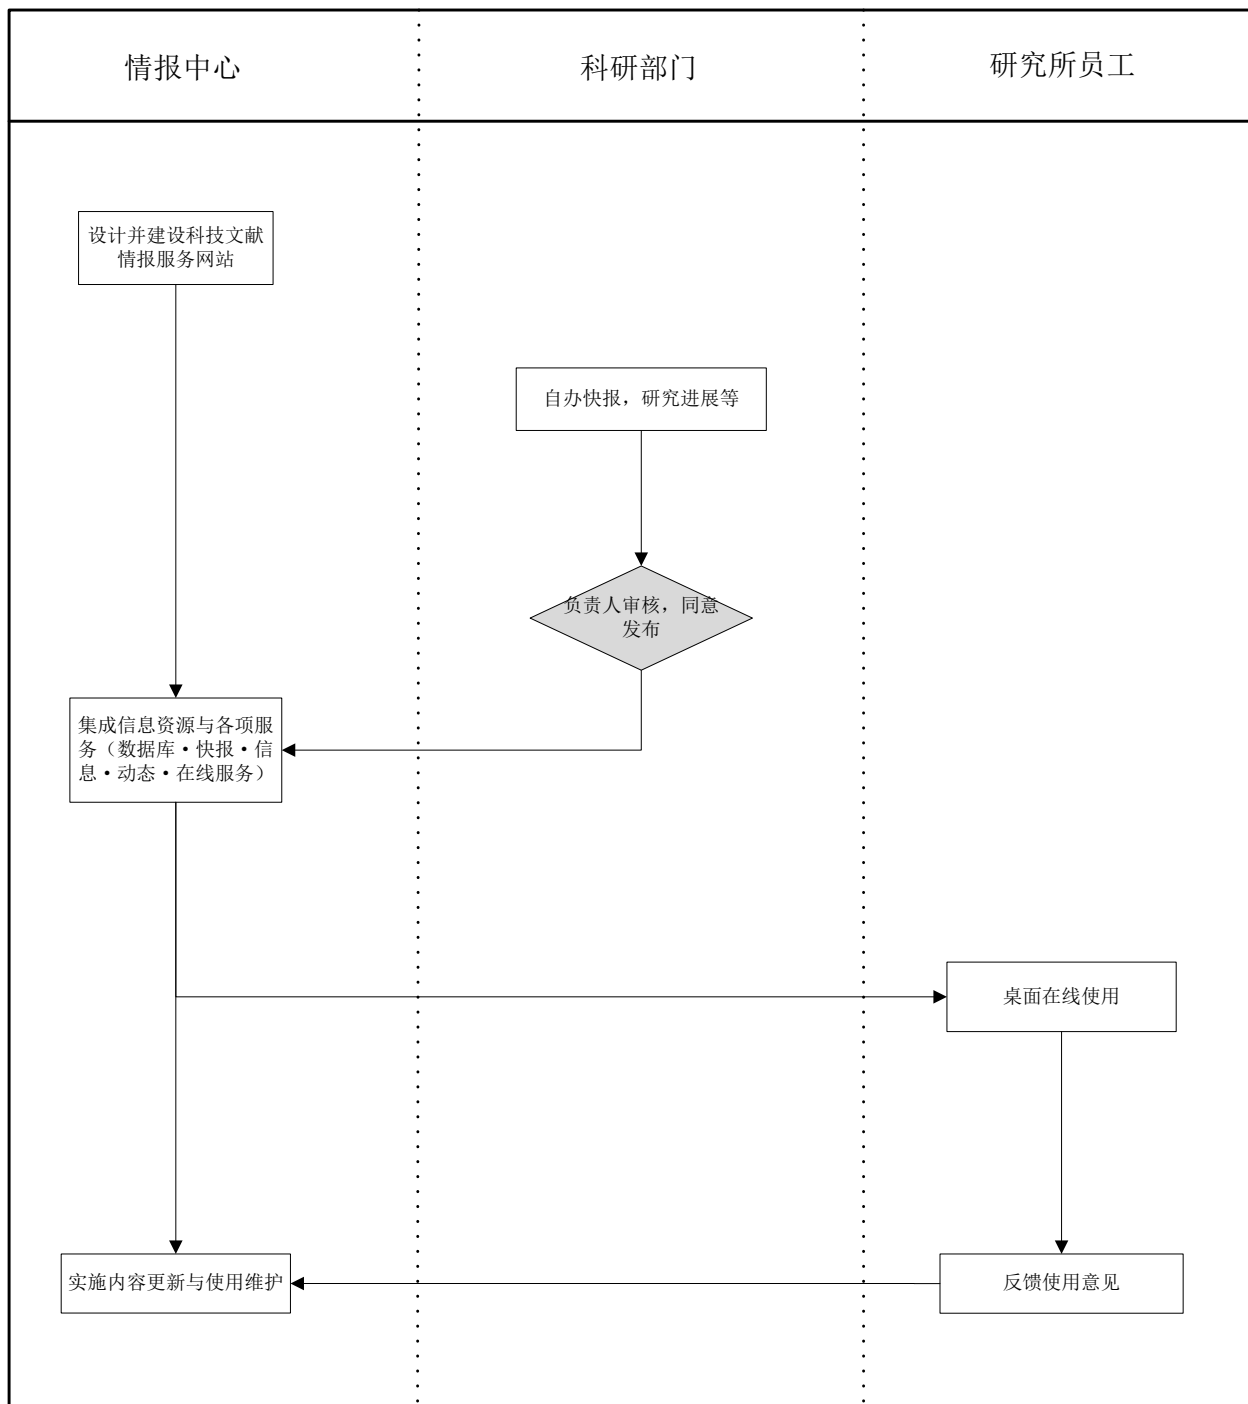 情报中心
科研部门
研究所员工
设计并建设科技文献
情报服务网站
自办快报，研究进展等
负责人审核，同意
发布
集成信息资源与各项服
务（数据库·快报·信
息·动态·在线服务）
桌面在线使用
实施内容更新与使用维护
反馈使用意见